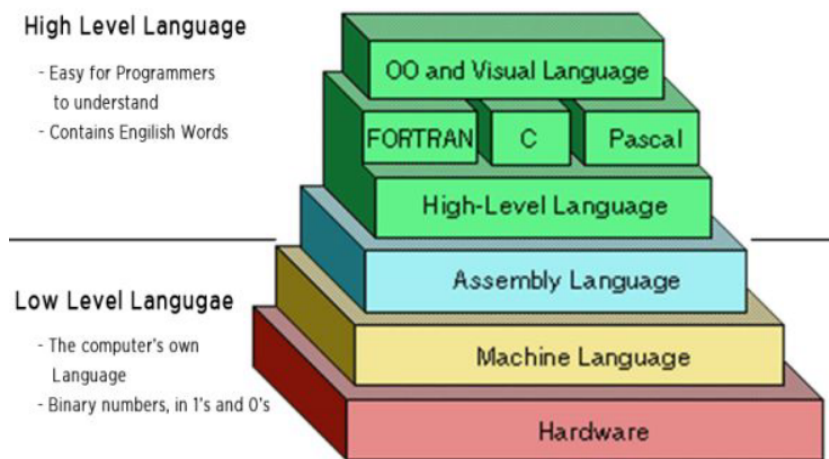 High Level Language
- Easy for Programmers
to understand
- Contains Engilish Words
OO and Visual Language
FORTRAN
C
Pascal
High-Level Language
Assembly Language
Low Level Langugae
- The computer's own
Language
- Binary numbers, in 1's and 0's
Machine Language
Hardware